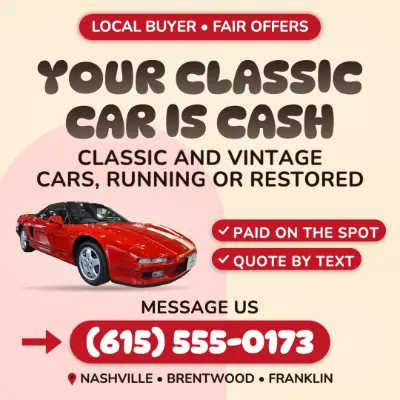 LOCAL BUYER • FAIR OFFERS
YOUR CLASSIC
CAR IS CASH
CLASSIC AND VINTAGE
CARS, RUNNING OR RESTORED
PAID ON THE SPOT
QUOTE BY TEXT
MESSAGE US
(615) 555-0173
NASHVILLE • BRENTWOOD • FRANKLIN